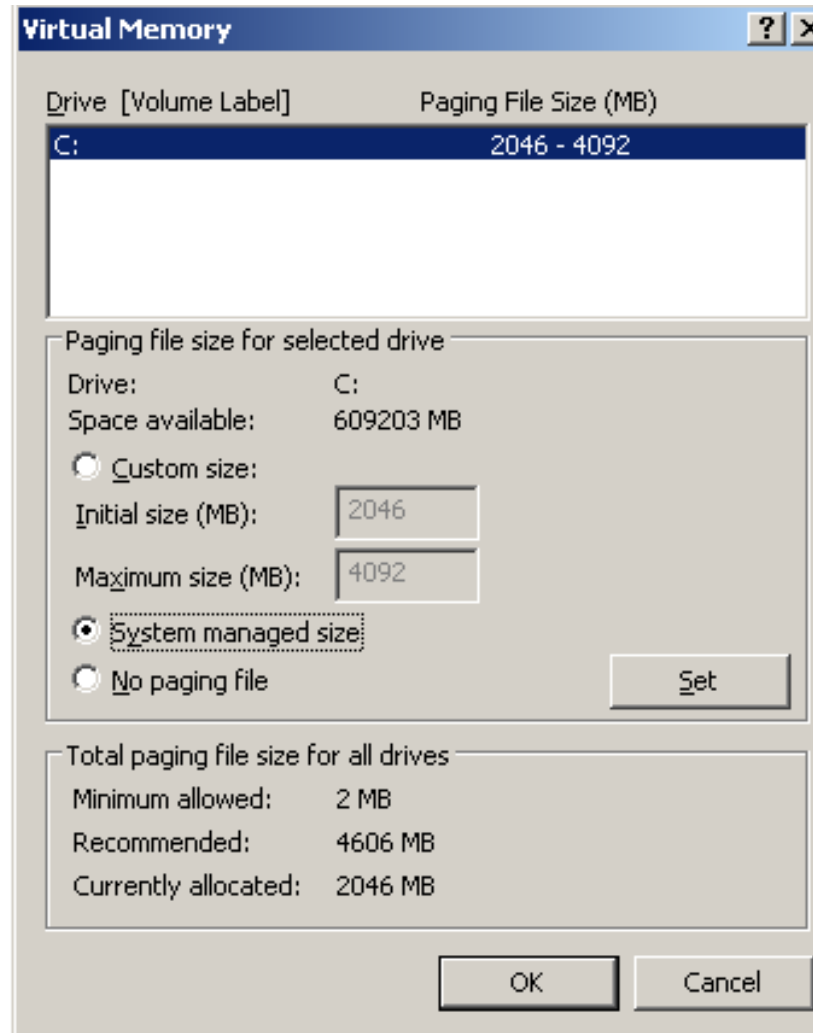 Virtual Memory
Drive [Volume Label] Paging File Size (MB)
C: 2046 - 4092
Paging file size for selected drive
Drive: C:
Space available: 609203 MB
Custom size:
Initial size (MB): 2046
Maximum size (MB): 4092
System managed size
No paging file Set
Total paging file size for all drives
Minimum allowed: 2 MB
Recommended: 4606 MB
Currently allocated: 2046 MB
OK Cancel